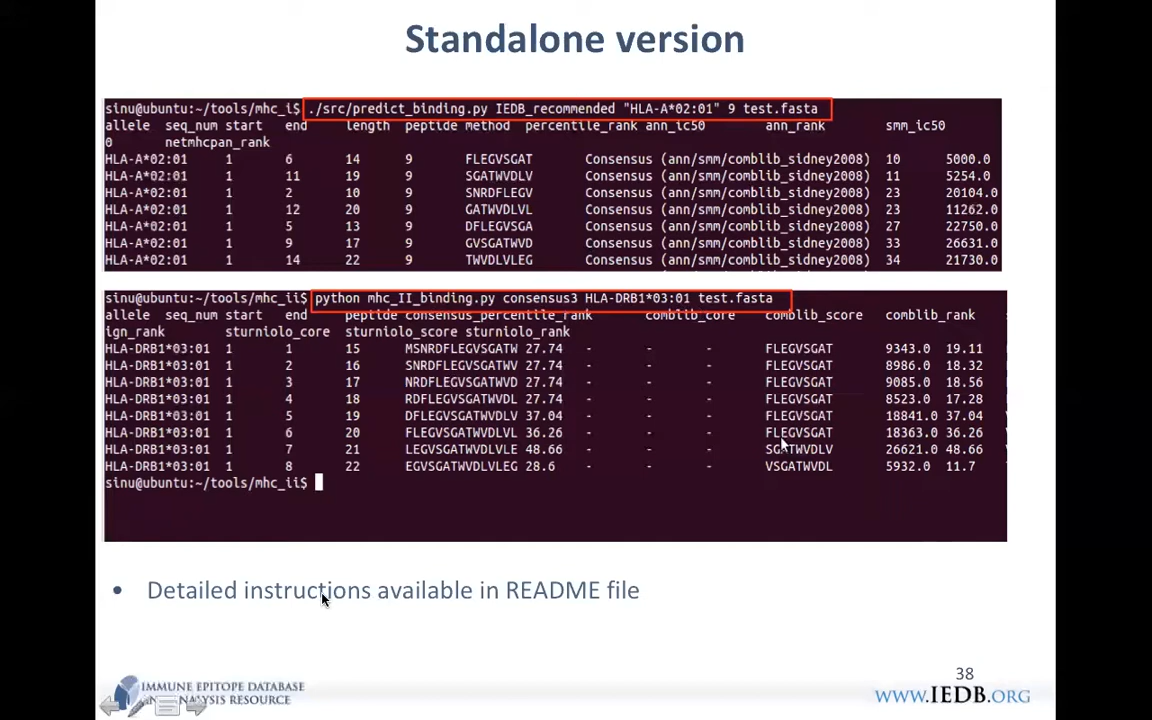 Standalone version
sinu@ubuntu:~/tools/mhc_i$ ./src/predict_binding.py IEDB_recommended "HLA-A*02:01" 9 test.fasta
allele seq_num start end length peptide method percentile_rank ann_ic50 ann_rank smm_ic50
0 netmhcpan_rank
HLA-A*02:01 1 6 14 9 FLEGVSGAT Consensus (ann/smm/comblib_sidney2008) 10 5000.0
HLA-A*02:01 1 11 19 9 SGATWVDLV Consensus (ann/smm/comblib_sidney2008) 11 5254.0
HLA-A*02:01 1 2 10 9 SNRDFLEGV Consensus (ann/smm/comblib_sidney2008) 23 20104.0
HLA-A*02:01 1 12 20 9 GATWVDLVL Consensus (ann/smm/comblib_sidney2008) 23 11262.0
HLA-A*02:01 1 5 13 9 DFLEGVSGA Consensus (ann/smm/comblib_sidney2008) 27 22750.0
HLA-A*02:01 1 9 17 9 GVSGATWVD Consensus (ann/smm/comblib_sidney2008) 33 26631.0
HLA-A*02:01 1 14 22 9 TWVDLVLEG Consensus (ann/smm/comblib_sidney2008) 34 21730.0
sinu@ubuntu:~/tools/mhc_ii$ python mhc_II_binding.py consensus3 HLA-DRB1*03:01 test.fasta
allele seq_num start end peptide consensus_percentile_rank comblib_core comblib_score comblib_rank
ign_rank sturniolo_core sturniolo_score sturniolo_rank
HLA-DRB1*03:01 1 1 15 MSNRDFLEGVSGATW 27.74 - - FLEGVSGAT 9343.0 19.11
HLA-DRB1*03:01 1 2 16 SNRDFLEGVSGATWV 27.74 - - FLEGVSGAT 8986.0 18.32
HLA-DRB1*03:01 1 3 17 NRDFLEGVSGATWVD 27.74 - - FLEGVSGAT 9085.0 18.56
HLA-DRB1*03:01 1 4 18 RDFLEGVSGATWVDL 27.74 - - FLEGVSGAT 8523.0 17.28
HLA-DRB1*03:01 1 5 19 DFLEGVSGATWVDLV 37.04 - - FLEGVSGAT 18841.0 37.04
HLA-DRB1*03:01 1 6 20 FLEGVSGATWVDLVL 36.26 - - FLEGVSGAT 18363.0 36.26
HLA-DRB1*03:01 1 7 21 LEGVSGATWVDLVLE 48.66 - - SGATWVDLV 26621.0 48.66
HLA-DRB1*03:01 1 8 22 EGVSGATWVDLVLEG 28.6 - - VSGATWVDL 5932.0 11.7
sinu@ubuntu:~/tools/mhc_ii$
• Detailed instructions available in README file
38
IMMUNE EPITOPE DATABASE
AND ANALYSIS RESOURCE
WWW.IEDB.ORG